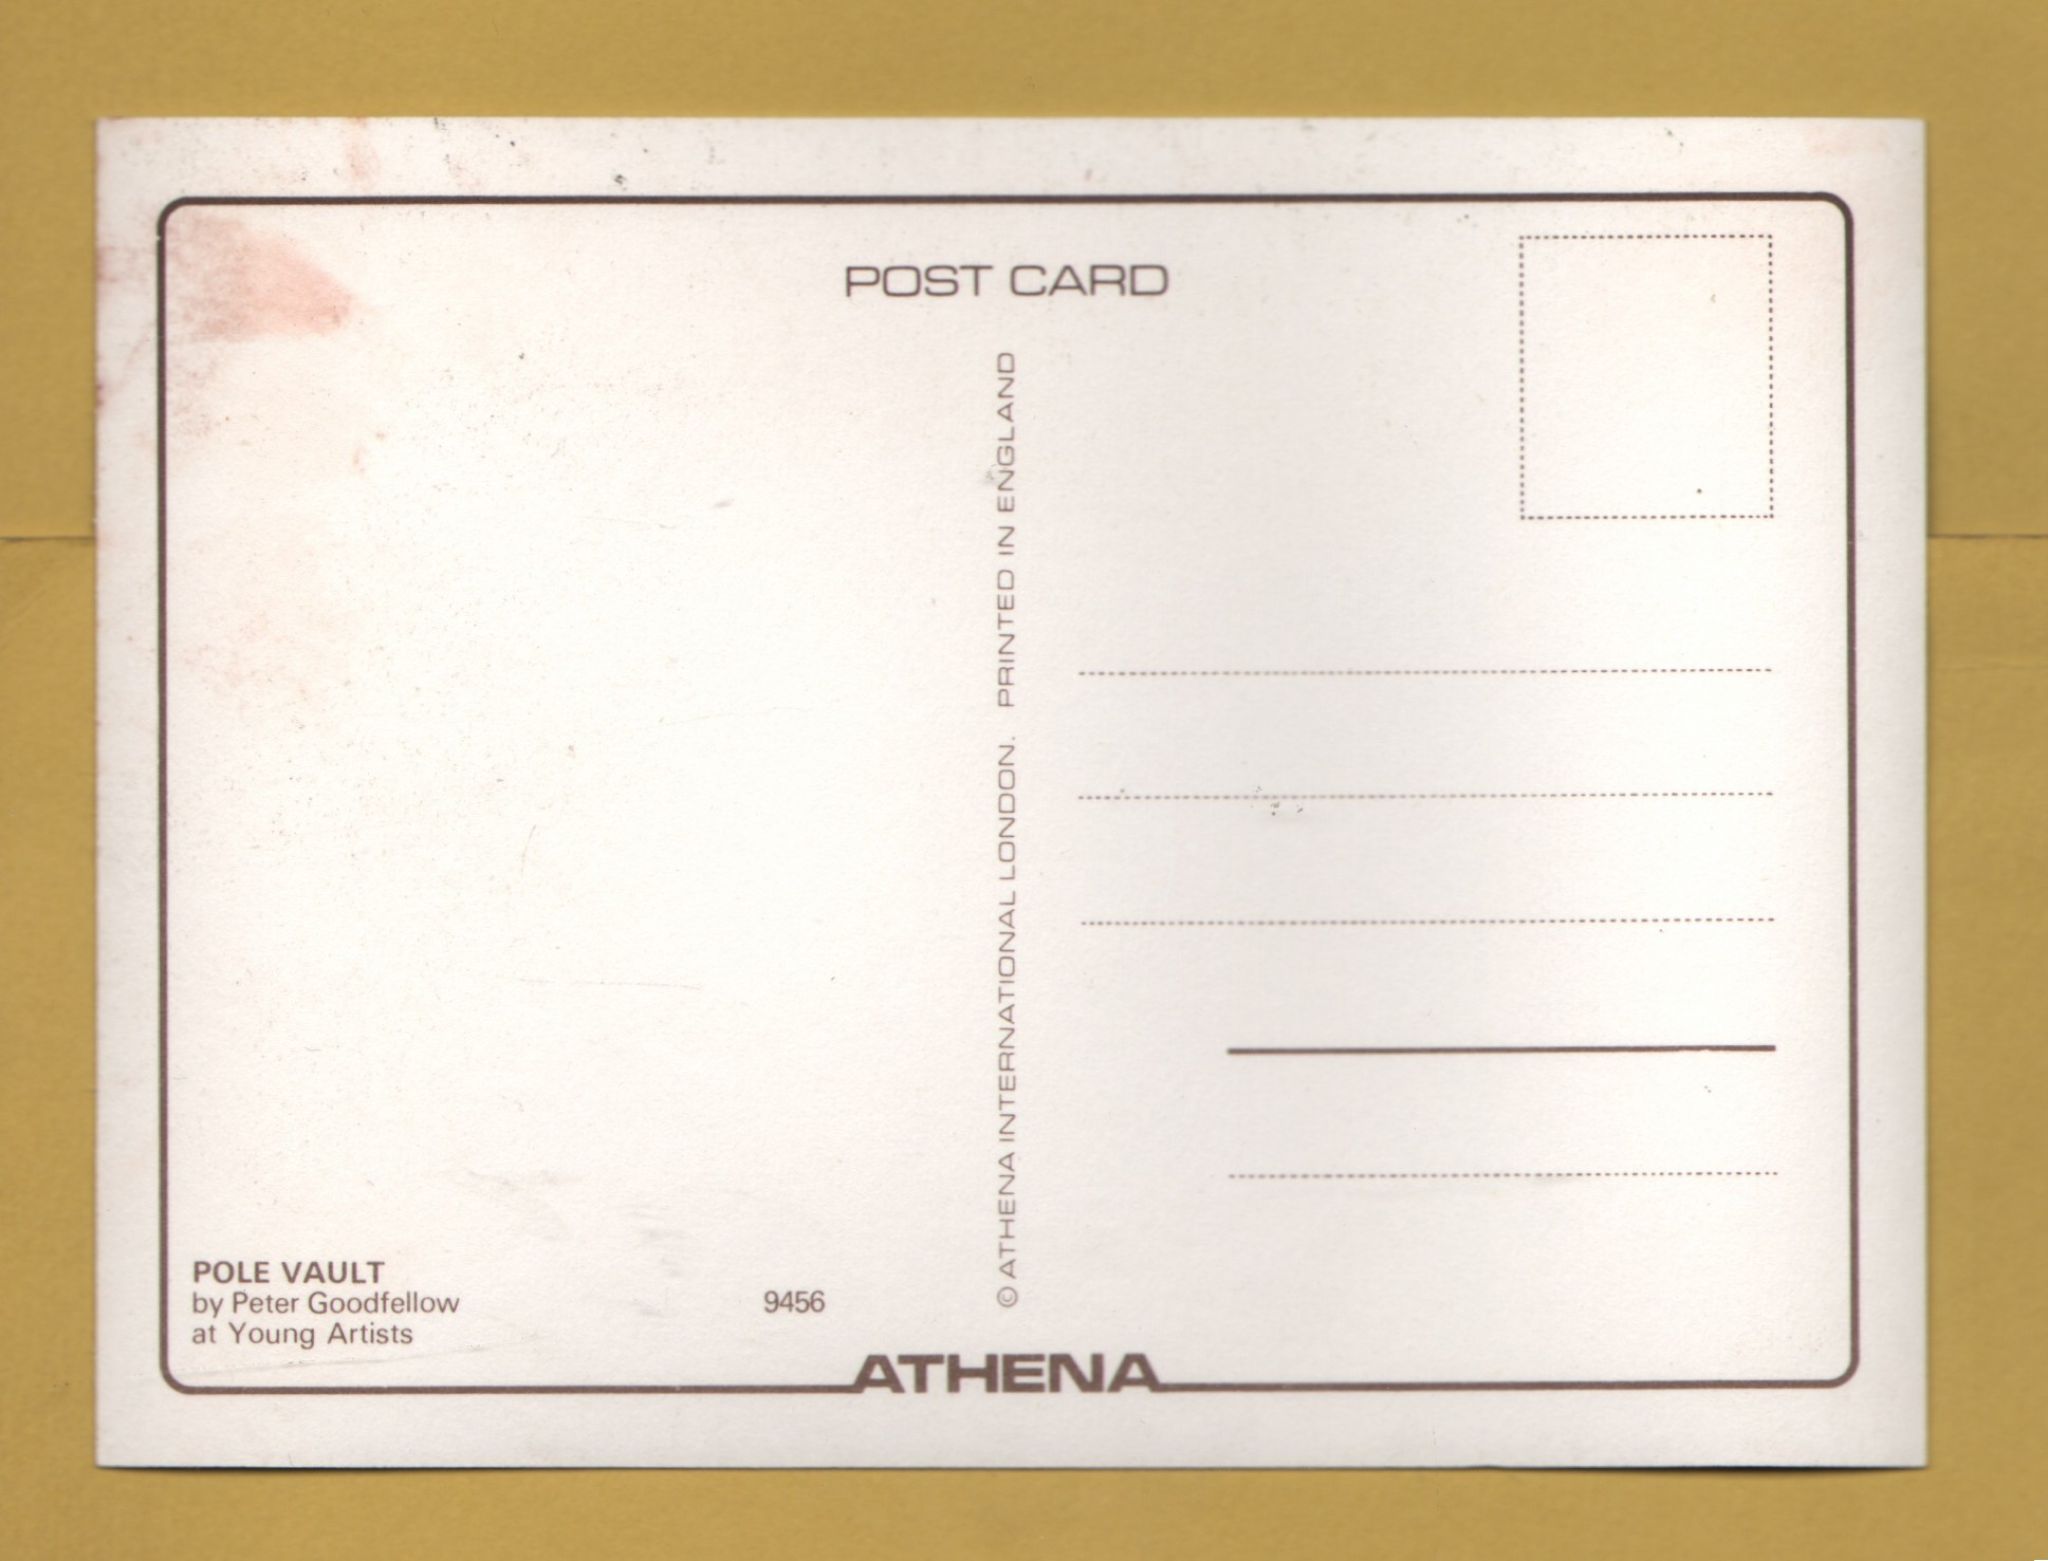 POST CARD
© ATHENA INTERNATIONAL LONDON. PRINTED IN ENGLAND
POLE VAULT
by Peter Goodfellow
at Young Artists
9456
ATHENA